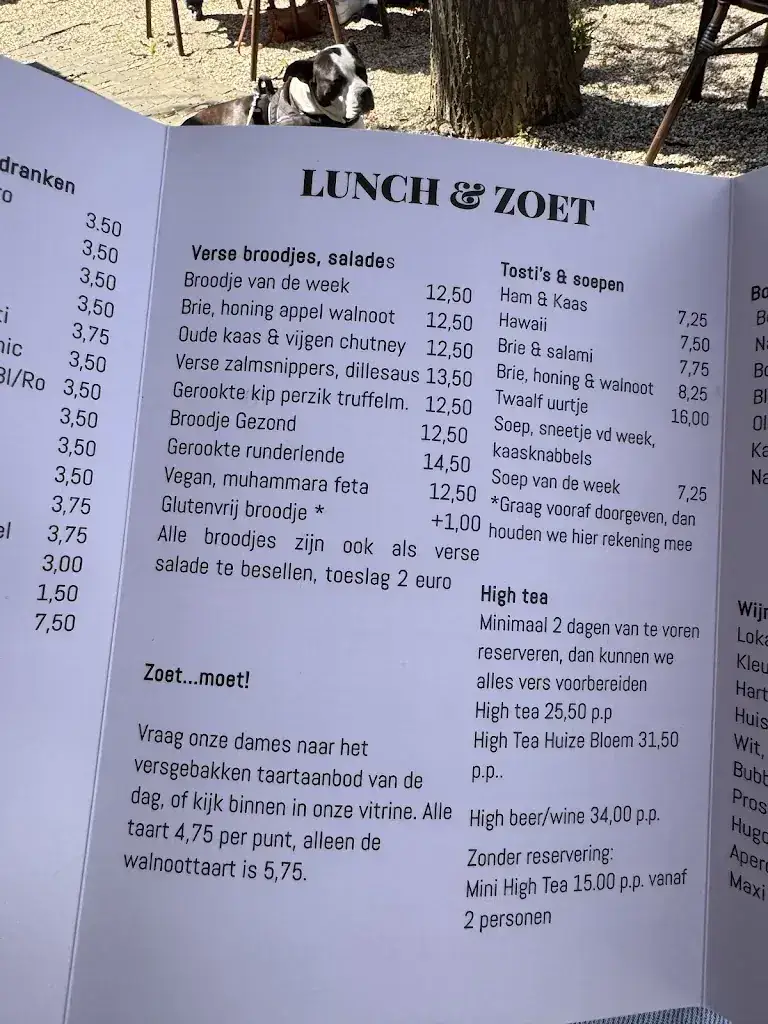 dranken
3.50
3,50
3,50
3,50
3,75
3,50
Bl/Ro 3,50
3,50
3,50
3,50
3,75
3,75
3,00
1,50
7,50
LUNCH & ZOET
Verse broodjes, salades
Broodje van de week 12,50
Brie, honing appel walnoot 12,50
Oude kaas & vijgen chutney 12,50
Verse zalmsnippers, dillesaus 13,50
Gerookte kip perzik truffelm. 12,50
Broodje Gezond 12,50
Gerookte runderlende 14,50
Vegan, muhammara feta 12,50
Glutenvrij broodje * +1,00
Alle broodjes zijn ook als verse
salade te besellen, toeslag 2 euro
Zoet...moet!
Vraag onze dames naar het
versgebakken taartaanbod van de
dag, of kijk binnen in onze vitrine. Alle
taart 4,75 per punt, alleen de
walnoottaart is 5,75.
Tosti's & soepen
Ham & Kaas 7,25
Hawaii 7,50
Brie & salami 7,75
Brie, honing & walnoot 8,25
Twaalf uurtje 16,00
Soep, sneetje vd week,
kaasknabbels
Soep van de week 7,25
*Graag vooraf doorgeven, dan
houden we hier rekening mee
High tea
Minimaal 2 dagen van te voren
reserveren, dan kunnen we
alles vers voorbereiden
High tea 25,50 p.p
High Tea Huize Bloem 31,50
p.p..
High beer/wine 34,00 p.p.
Zonder reservering:
Mini High Tea 15.00 p.p. vanaf
2 personen
Wit,
Maxi